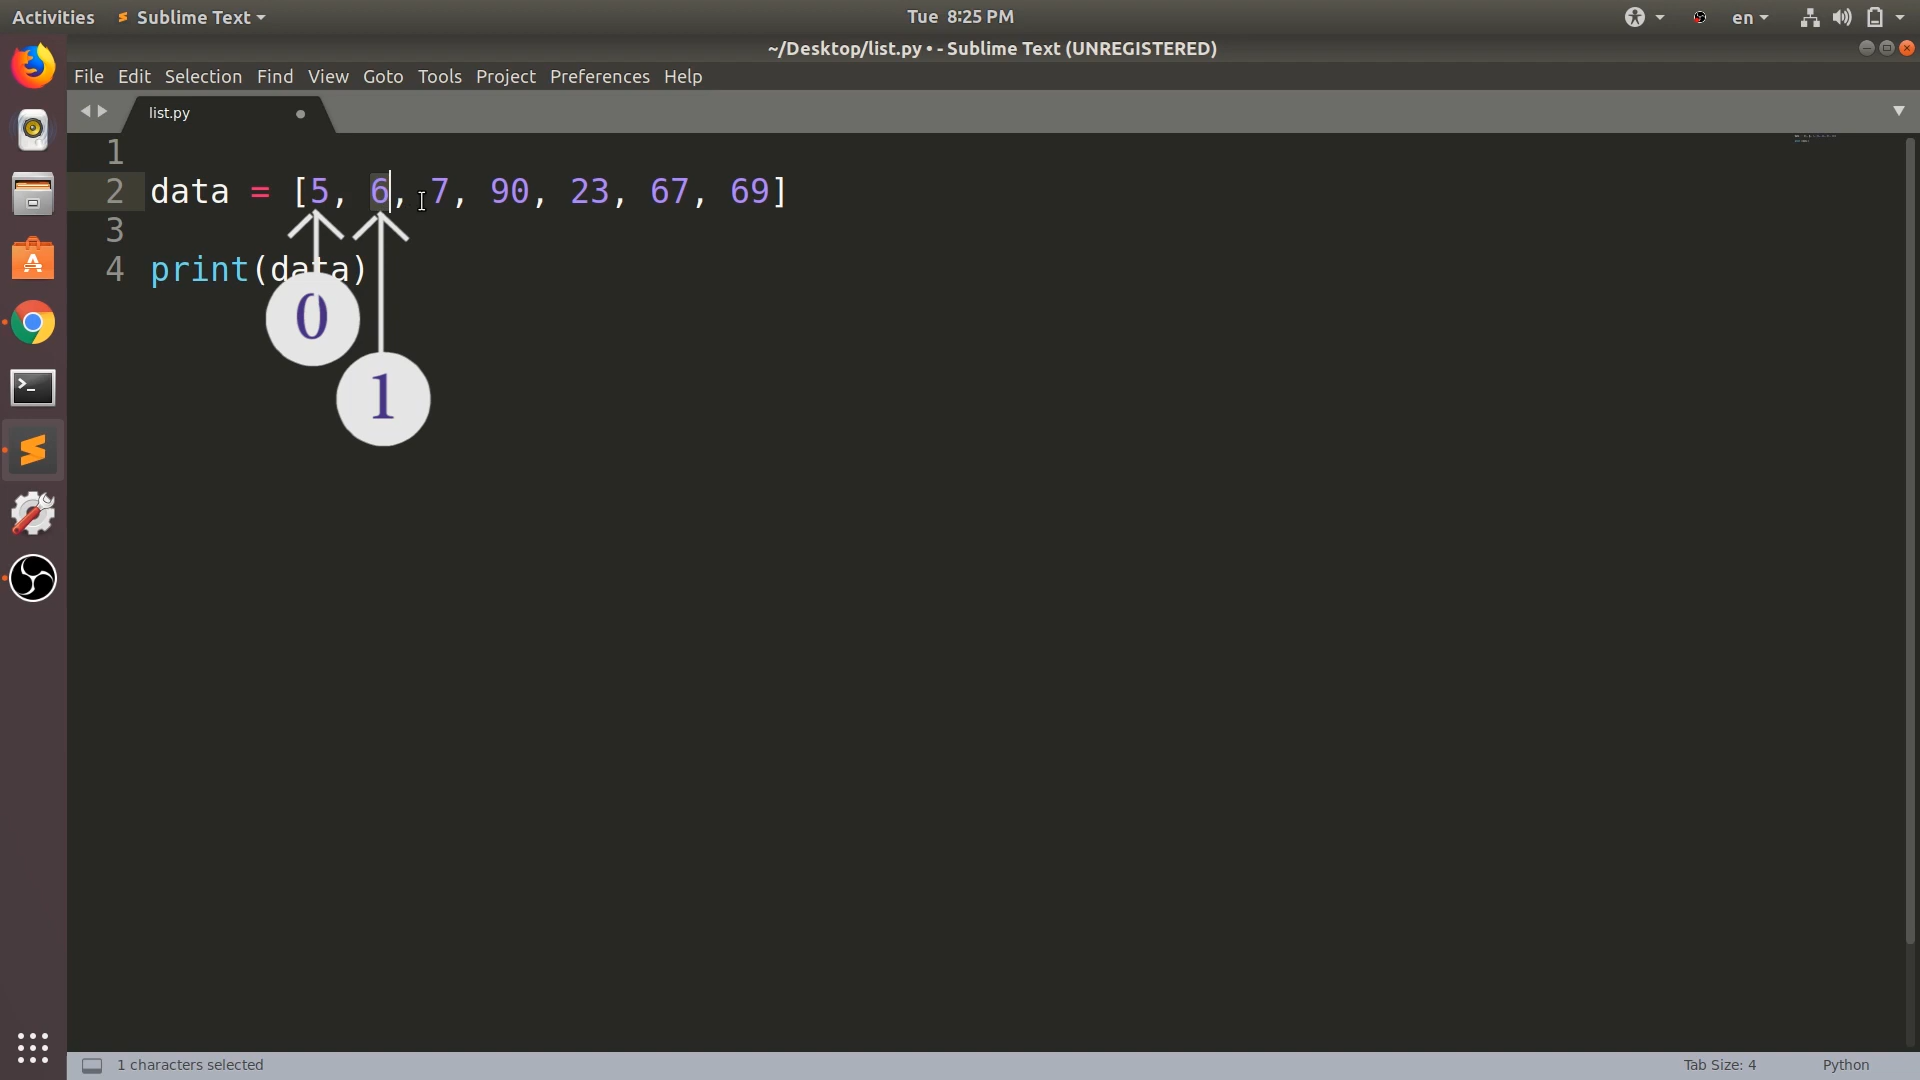 Activities Sublime Text Tue 8:25 PM en
~/Desktop/list.py • - Sublime Text (UNREGISTERED)
File Edit Selection Find View Goto Tools Project Preferences Help
list.py
1
2 data = [5, 6, 7, 90, 23, 67, 69]
3
4 print(data)
0
1
1 characters selected Tab Size: 4 Python